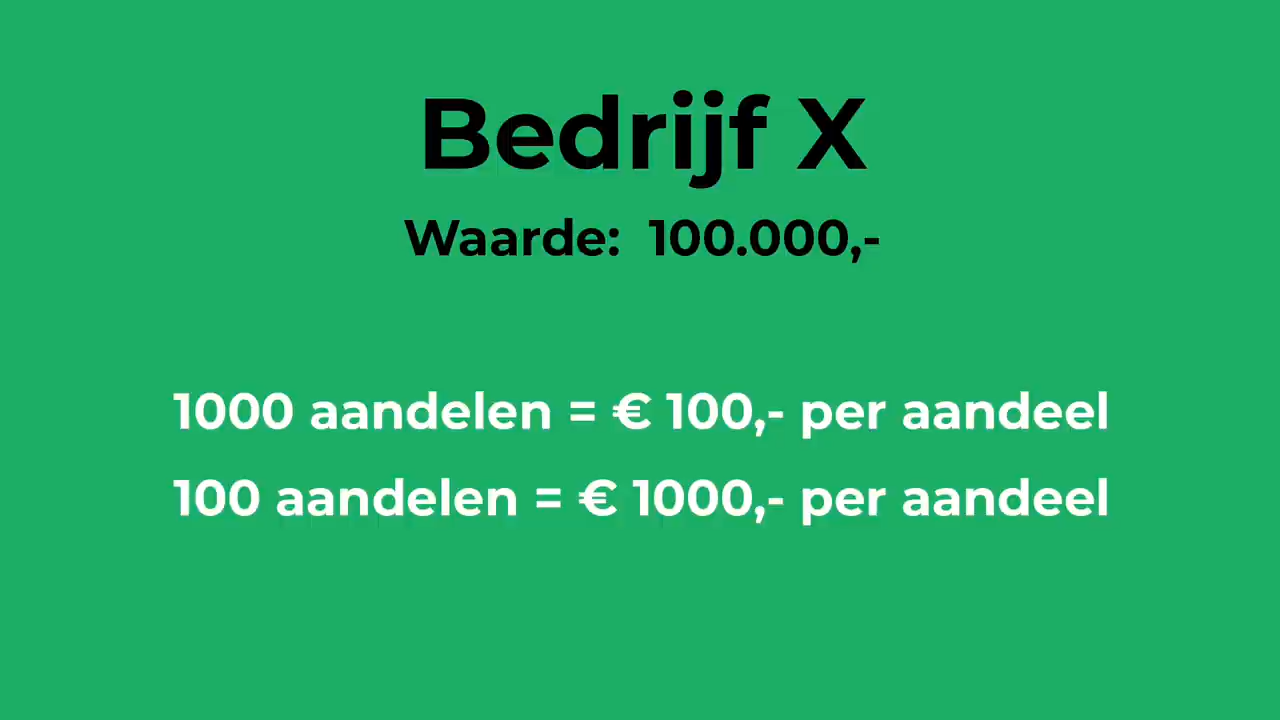 Bedrijf X
Waarde: 100.000,-
1000 aandelen = € 100,- per aandeel
100 aandelen = € 1000,- per aandeel